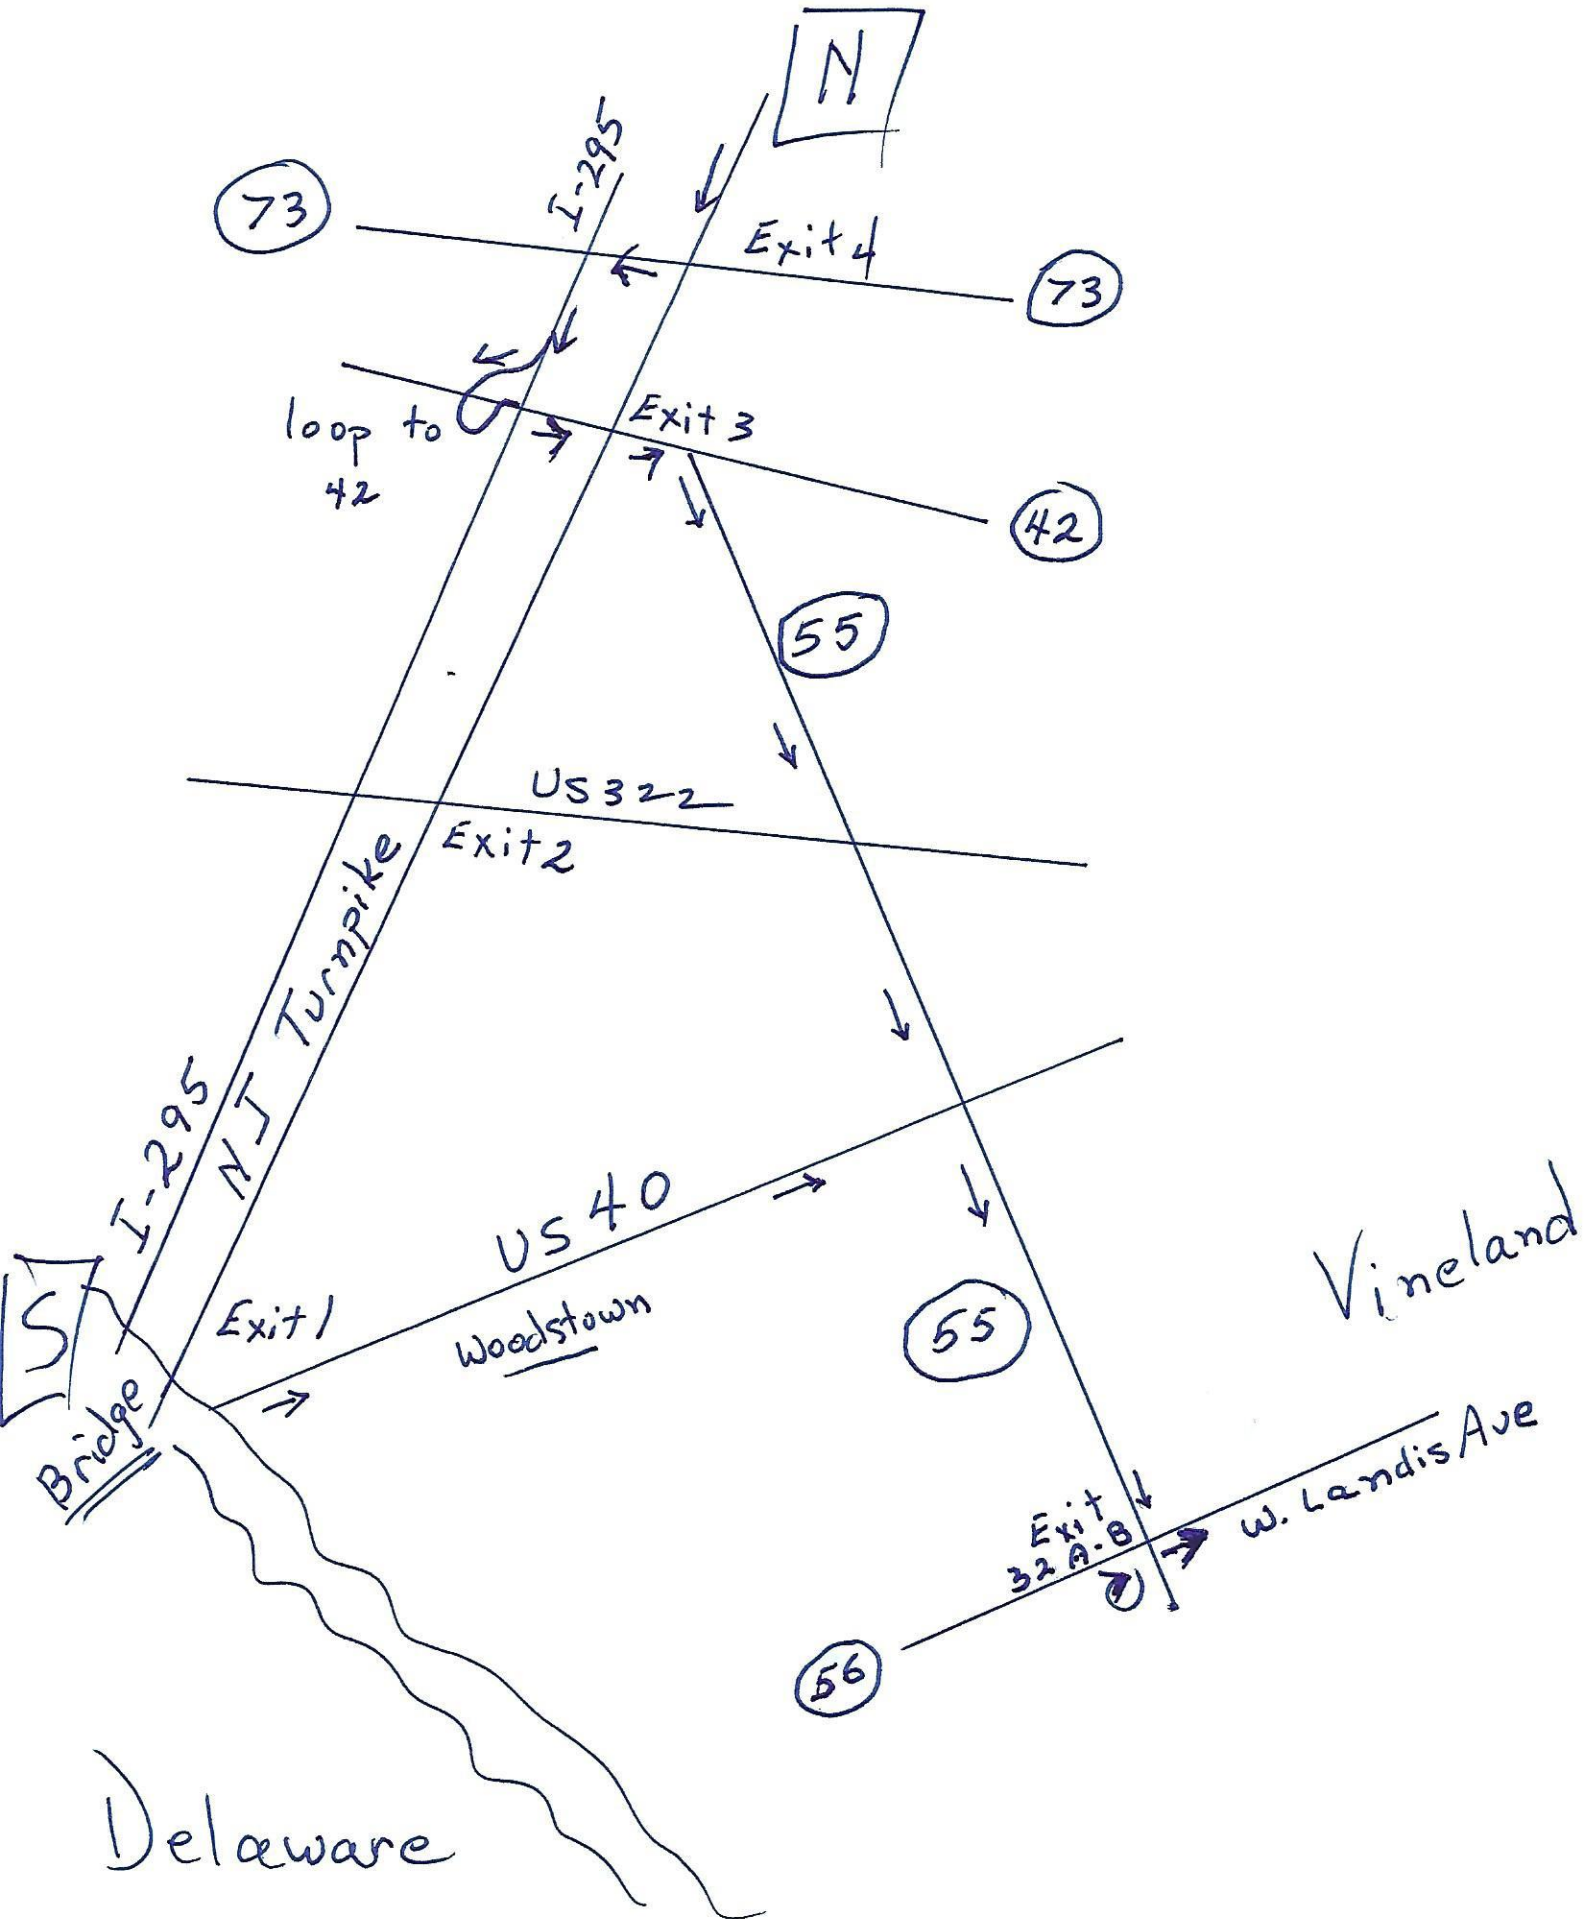 N
I-295
73
Exit 4
73
Exit 3
loop to
42
42
55
US 322
Exit 2
NJ Turnpike
I-295
US 40
Woodstown
Exit 1
S
Bridge
55
Vineland
W. Landis Ave
Exit
32 A-B
56
Delaware